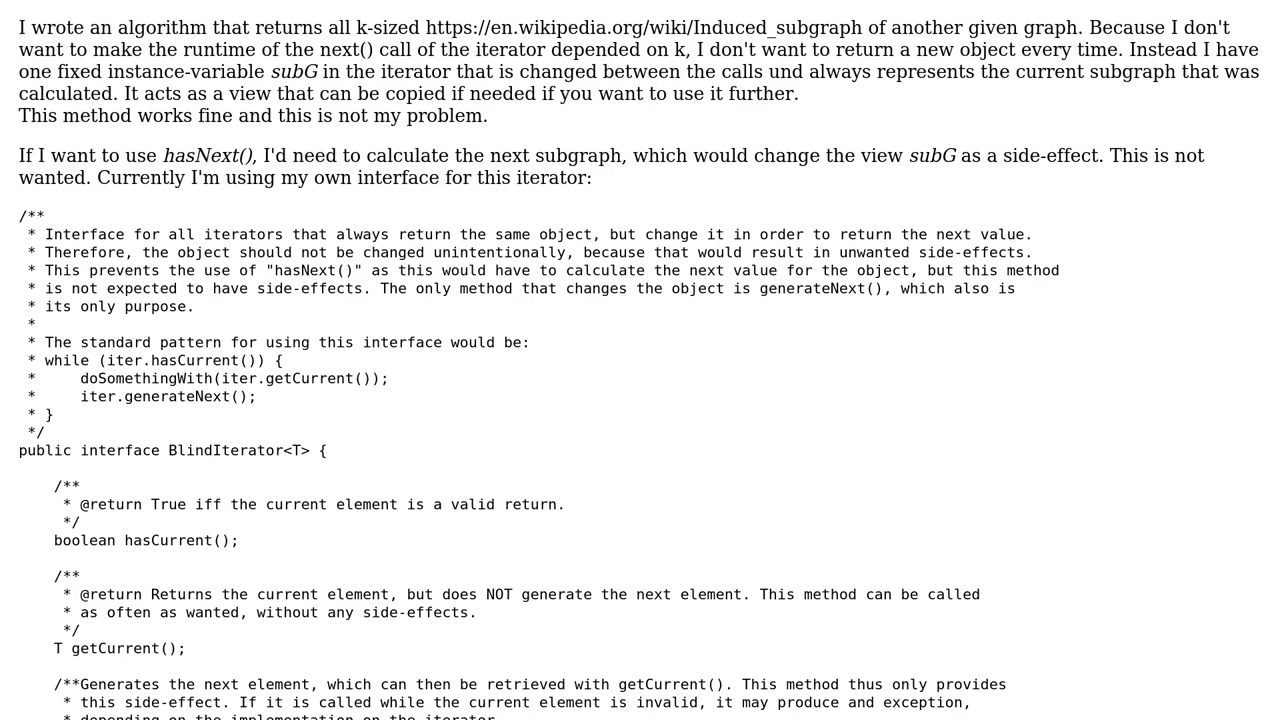 I wrote an algorithm that returns all k-sized https://en.wikipedia.org/wiki/Induced_subgraph of another given graph. Because I don't
want to make the runtime of the next() call of the iterator depended on k, I don't want to return a new object every time. Instead I have
one fixed instance-variable subG in the iterator that is changed between the calls und always represents the current subgraph that was
calculated. It acts as a view that can be copied if needed if you want to use it further.
This method works fine and this is not my problem.
If I want to use hasNext(), I'd need to calculate the next subgraph, which would change the view subG as a side-effect. This is not
wanted. Currently I'm using my own interface for this iterator:
/**
 * Interface for all iterators that always return the same object, but change it in order to return the next value.
 * Therefore, the object should not be changed unintentionally, because that would result in unwanted side-effects.
 * This prevents the use of "hasNext()" as this would have to calculate the next value for the object, but this method
 * is not expected to have side-effects. The only method that changes the object is generateNext(), which also is
 * its only purpose.
 *
 * The standard pattern for using this interface would be:
 * while (iter.hasCurrent()) {
 *     doSomethingWith(iter.getCurrent());
 *     iter.generateNext();
 * }
 */
public interface BlindIterator<T> {
    /**
     * @return True iff the current element is a valid return.
     */
    boolean hasCurrent();
    /**
     * @return Returns the current element, but does NOT generate the next element. This method can be called
     * as often as wanted, without any side-effects.
     */
    T getCurrent();
    /**Generates the next element, which can then be retrieved with getCurrent(). This method thus only provides
     * this side-effect. If it is called while the current element is invalid, it may produce and exception,
     * depending on the implementation on the iterator